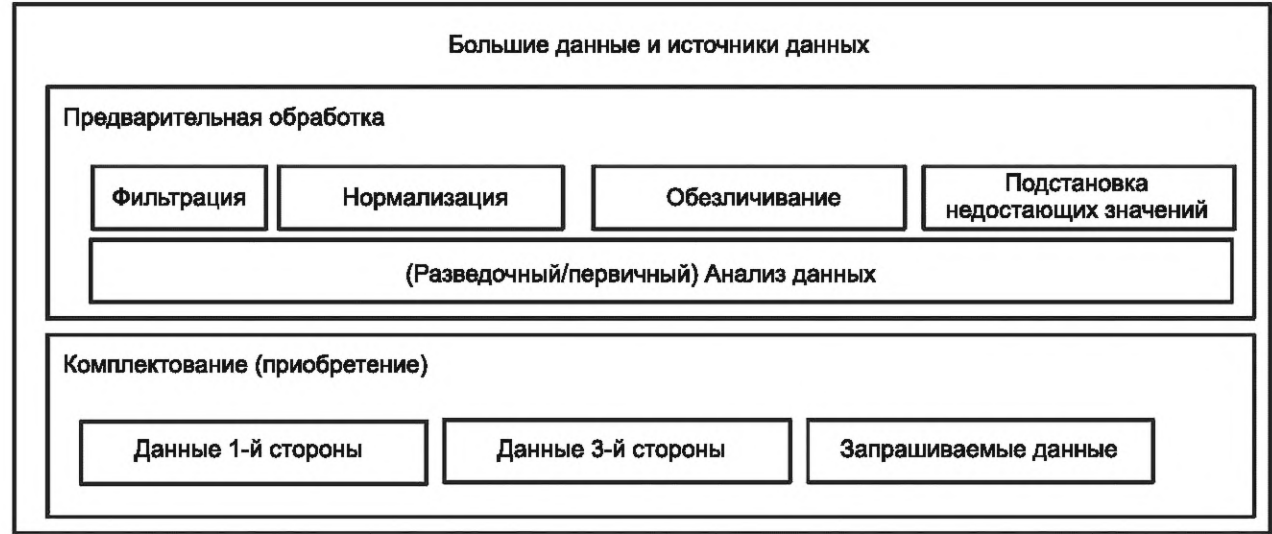 Большие данные и источники данных
Предварительная обработка
Фильтрация
Нормализация
Обезличивание
Подстановка
недостающих значений
(Разведочный/первичный) Анализ данных
Комплектование (приобретение)
Данные 1-й стороны
Данные 3-й стороны
Запрашиваемые данные